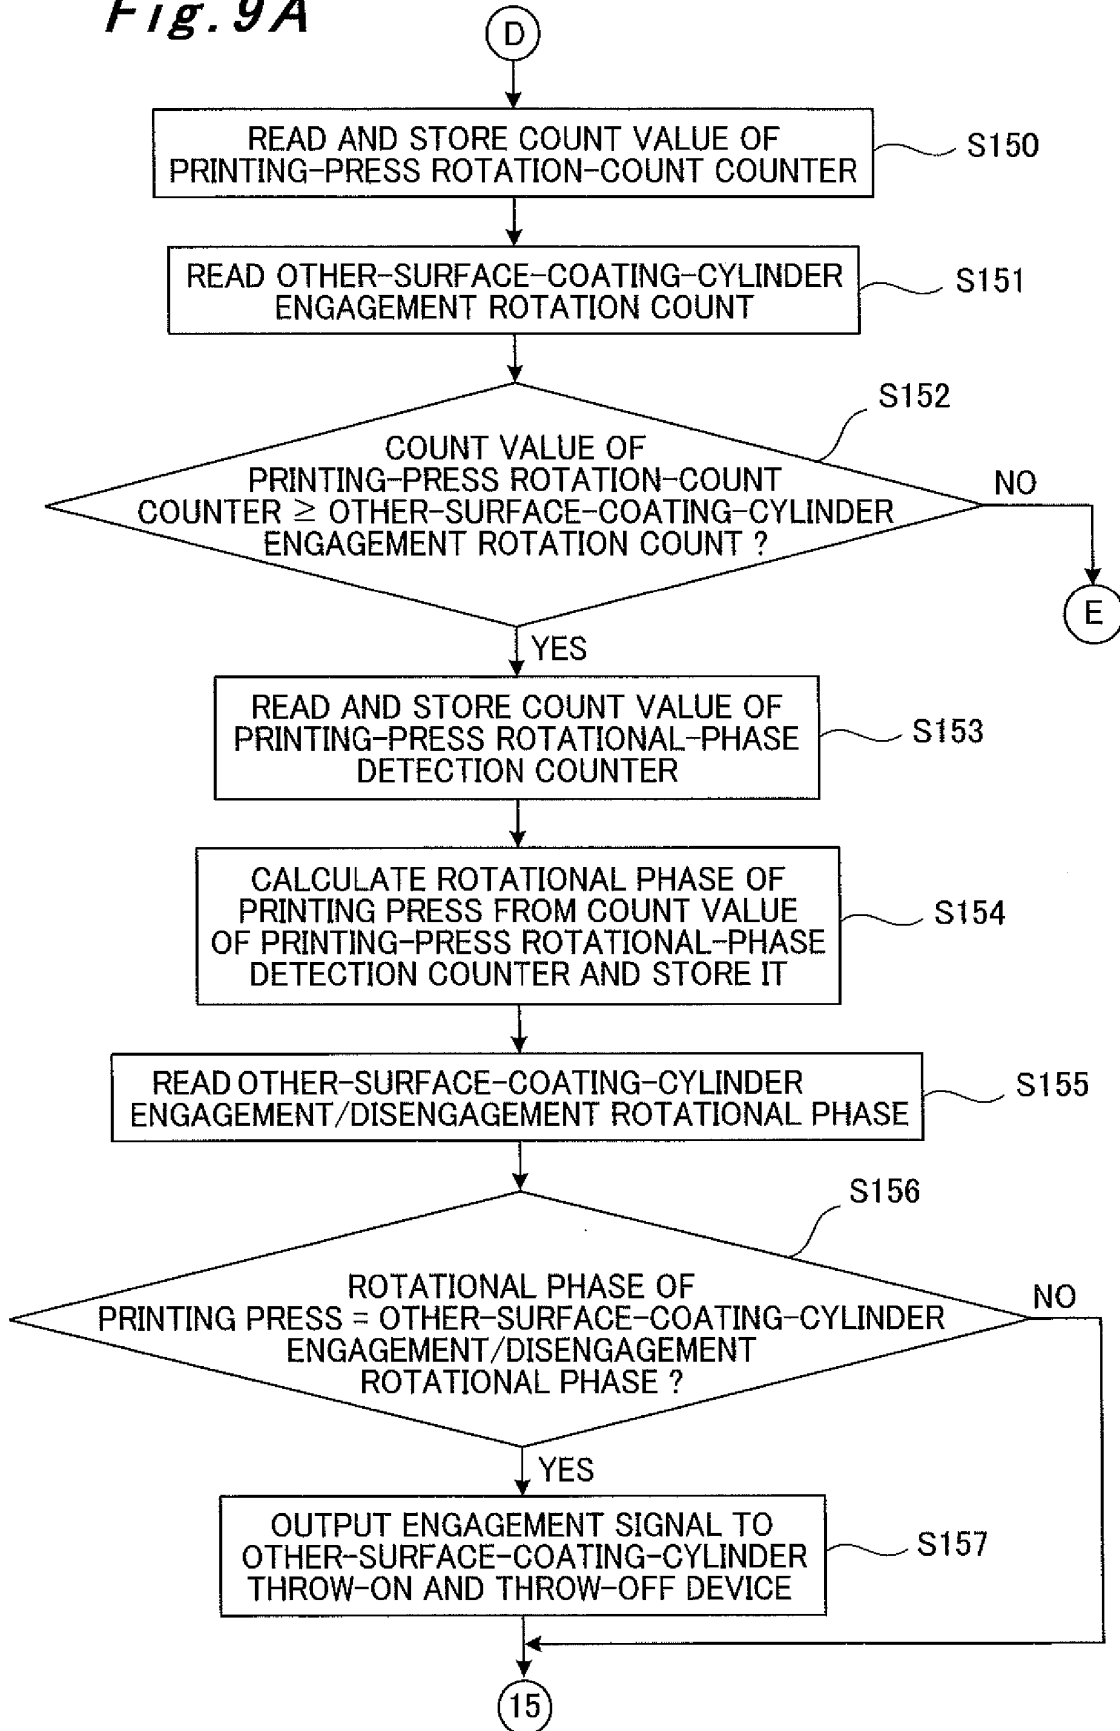 Fig. 9A
D
READ AND STORE COUNT VALUE OF
PRINTING-PRESS ROTATION-COUNT COUNTER
S150
READ OTHER-SURFACE-COATING-CYLINDER
ENGAGEMENT ROTATION COUNT
S151
S152
COUNT VALUE OF
PRINTING-PRESS ROTATION-COUNT
COUNTER ≥ OTHER-SURFACE-COATING-CYLINDER
ENGAGEMENT ROTATION COUNT ?
NO
E
YES
READ AND STORE COUNT VALUE OF
PRINTING-PRESS ROTATIONAL-PHASE
DETECTION COUNTER
S153
CALCULATE ROTATIONAL PHASE OF
PRINTING PRESS FROM COUNT VALUE
OF PRINTING-PRESS ROTATIONAL-PHASE
DETECTION COUNTER AND STORE IT
S154
READ OTHER-SURFACE-COATING-CYLINDER
ENGAGEMENT/DISENGAGEMENT ROTATIONAL PHASE
S155
S156
ROTATIONAL PHASE OF
PRINTING PRESS = OTHER-SURFACE-COATING-CYLINDER
ENGAGEMENT/DISENGAGEMENT
ROTATIONAL PHASE ?
NO
YES
OUTPUT ENGAGEMENT SIGNAL TO
OTHER-SURFACE-COATING-CYLINDER
THROW-ON AND THROW-OFF DEVICE
S157
15